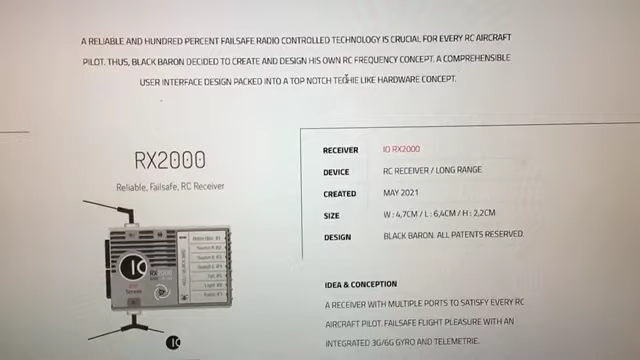 A RELIABLE AND HUNDRED PERCENT FAILSAFE RADIO CONTROLLED TECHNOLOGY IS CRUCIAL FOR EVERY RC AIRCRAFT
PILOT. THUS, BLACK BARON DECIDED TO CREATE AND DESIGN HIS OWN RC FREQUENCY CONCEPT. A COMPREHENSIBLE
USER INTERFACE DESIGN PACKED INTO A TOP NOTCH TECHIE LIKE HARDWARE CONCEPT.
RX2000
Reliable, Failsafe, RC Receiver
RECEIVER IO RX2000
DEVICE RC RECEIVER / LONG RANGE
CREATED MAY 2021
SIZE W : 4,7CM / L : 6,4CM / H : 2,2CM
DESIGN BLACK BARON. ALL PATENTS RESERVED.
IDEA & CONCEPTION
A RECEIVER WITH MULTIPLE PORTS TO SATISFY EVERY RC
AIRCRAFT PILOT. FAILSAFE FLIGHT PLEASURE WITH AN
INTEGRATED 3G/6G GYRO AND TELEMETRIE.